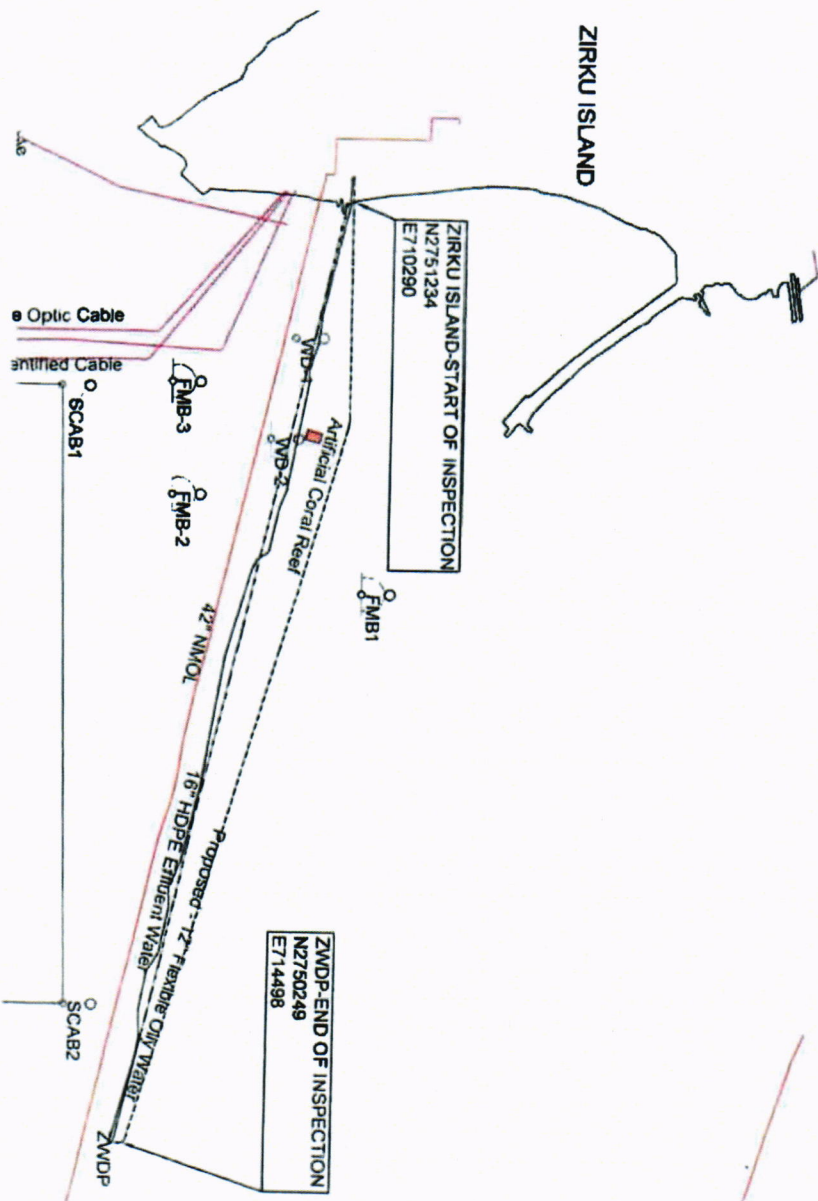 ZIRKU ISLAND
ZIRKU ISLAND-START OF INSPECTION
N2751234
E710290
WD-1
WD-2
Artificial Coral Reef
FMB1
Optic Cable
Cable
FMB-3
FMB-2
SCAB1
42" NMOL
16" HDPE Effluent Water
Proposed - 12" Flexible Oily Water
ZWDP-END OF INSPECTION
N2750249
E714498
SCAB2
ZWDP